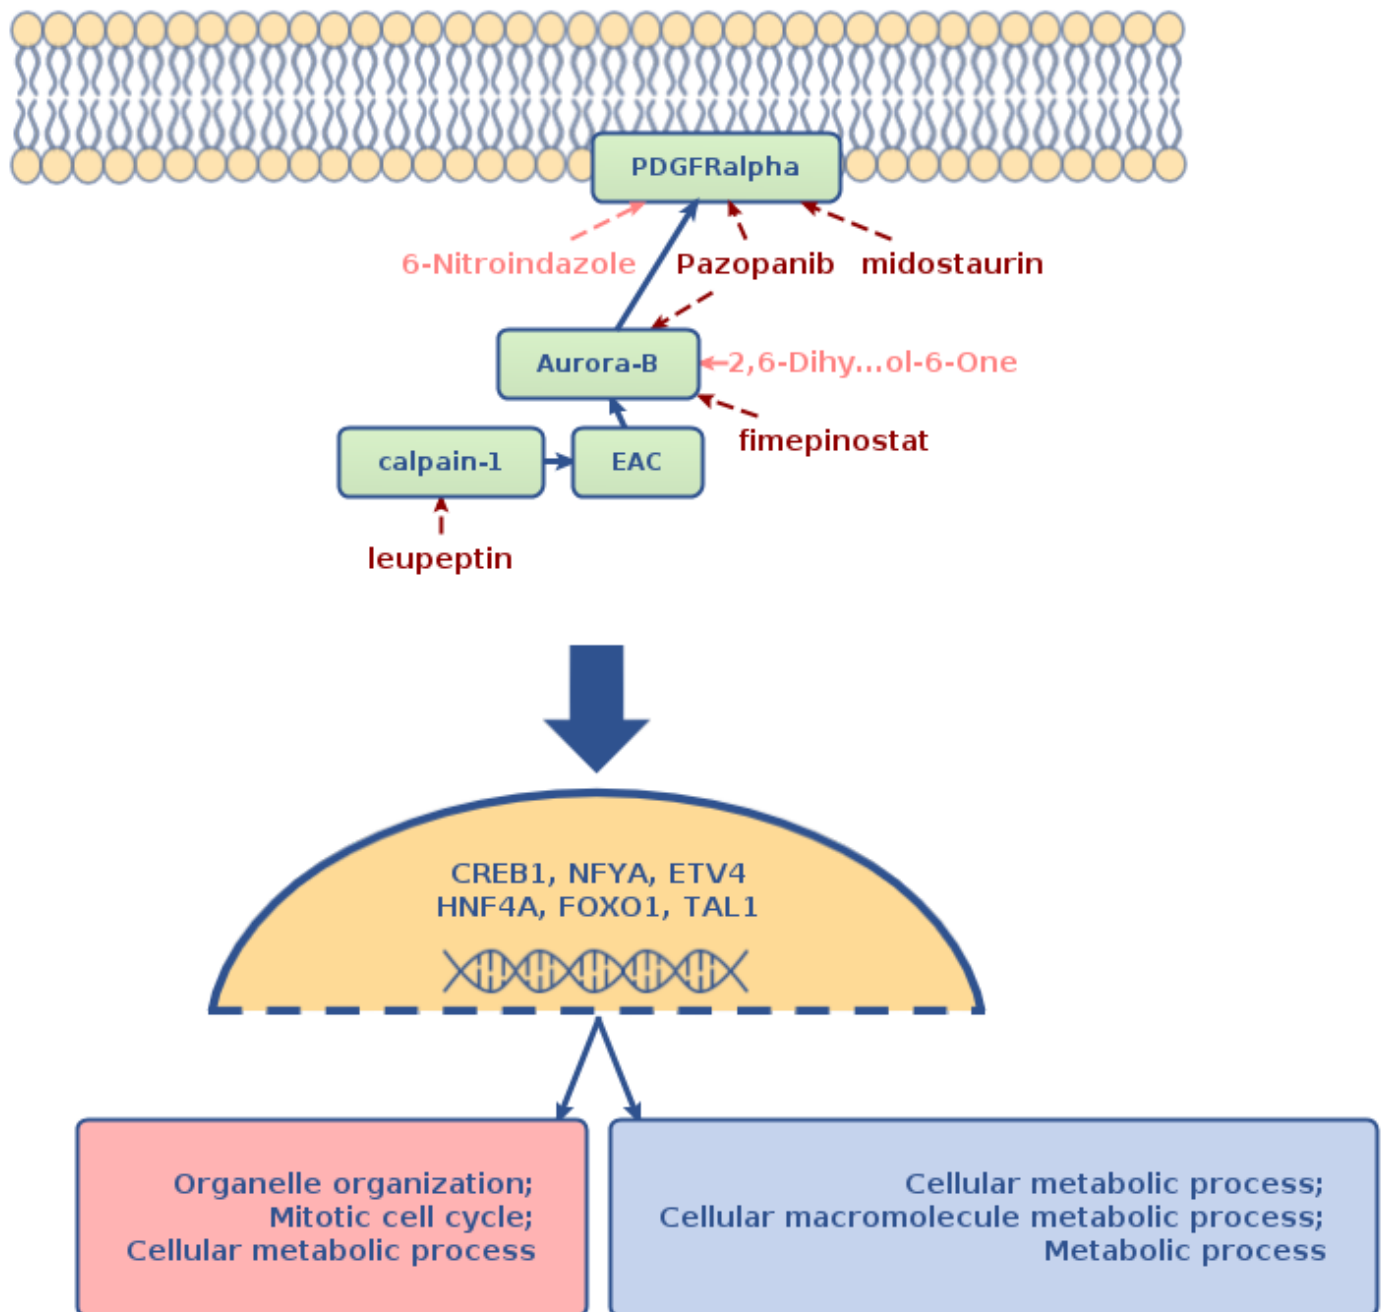 PDGFRalpha
6-Nitroindazole
Pazopanib
midostaurin
Aurora-B
2,6-Dihy...ol-6-One
fimepinostat
calpain-1
EAC
leupeptin
CREB1, NFYA, ETV4
HNF4A, FOXO1, TAL1
Organelle organization;
Mitotic cell cycle;
Cellular metabolic process
Cellular metabolic process;
Cellular macromolecule metabolic process;
Metabolic process